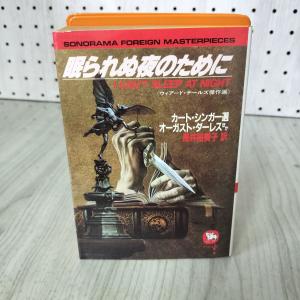 SONORAMA FOREIGN MASTERPIECES
眠られぬ夜のために
I CAN'T SLEEP AT NIGHT
(ウィアード・テールズ傑作選)
カート・シンガー選
オーガスト・ダーレス他